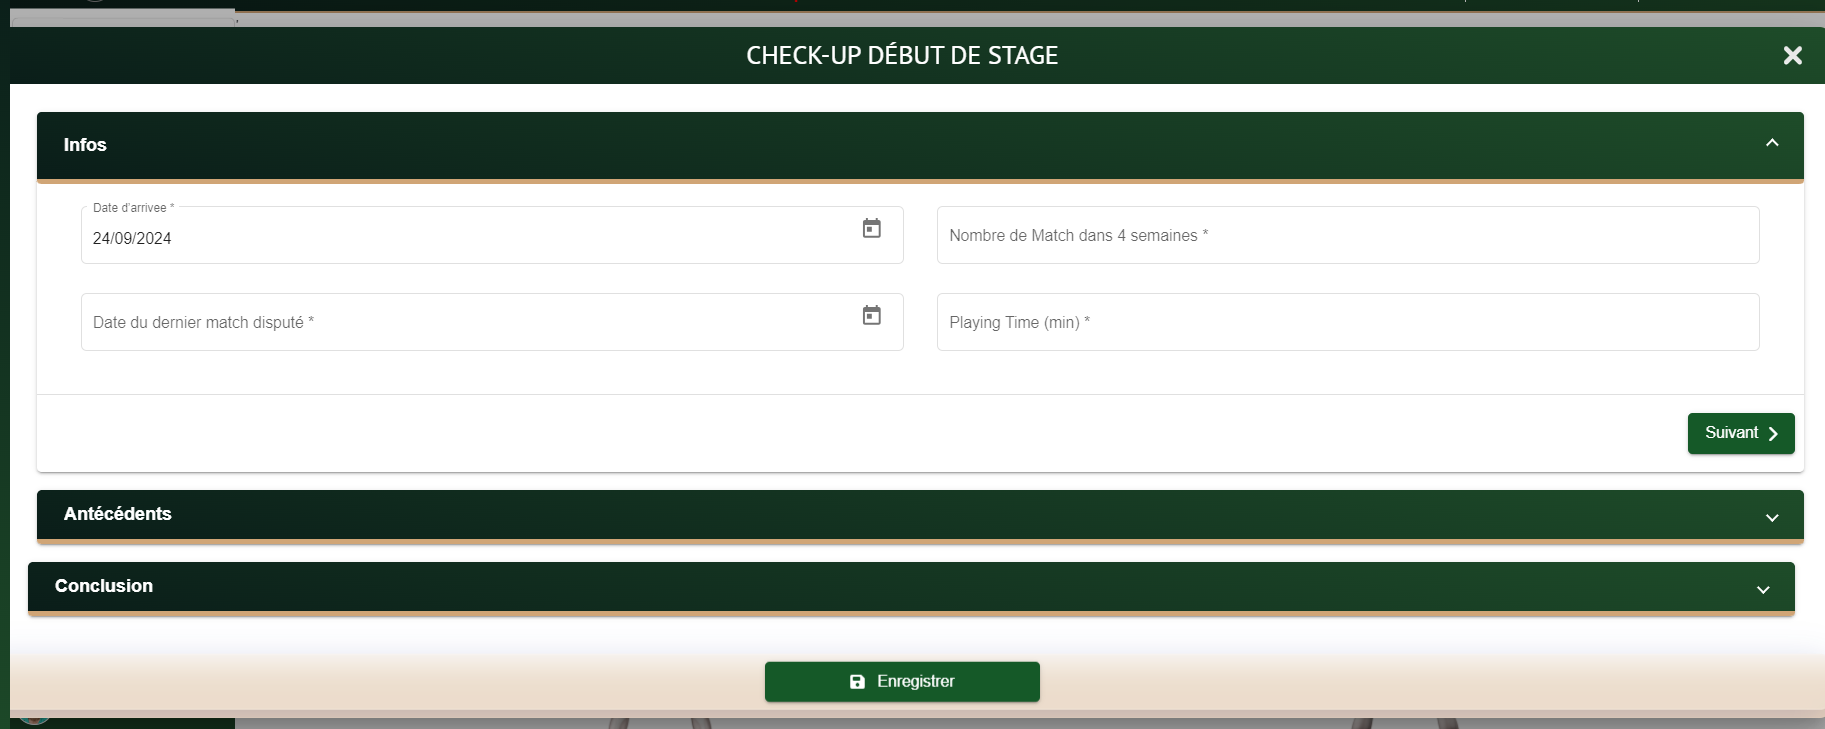 CHECK-UP DÉBUT DE STAGE
Infos
Date d'arrivee *
24/09/2024
Nombre de Match dans 4 semaines *
Date du dernier match disputé *
Playing Time (min) *
Suivant
Antécédents
Conclusion
Enregistrer